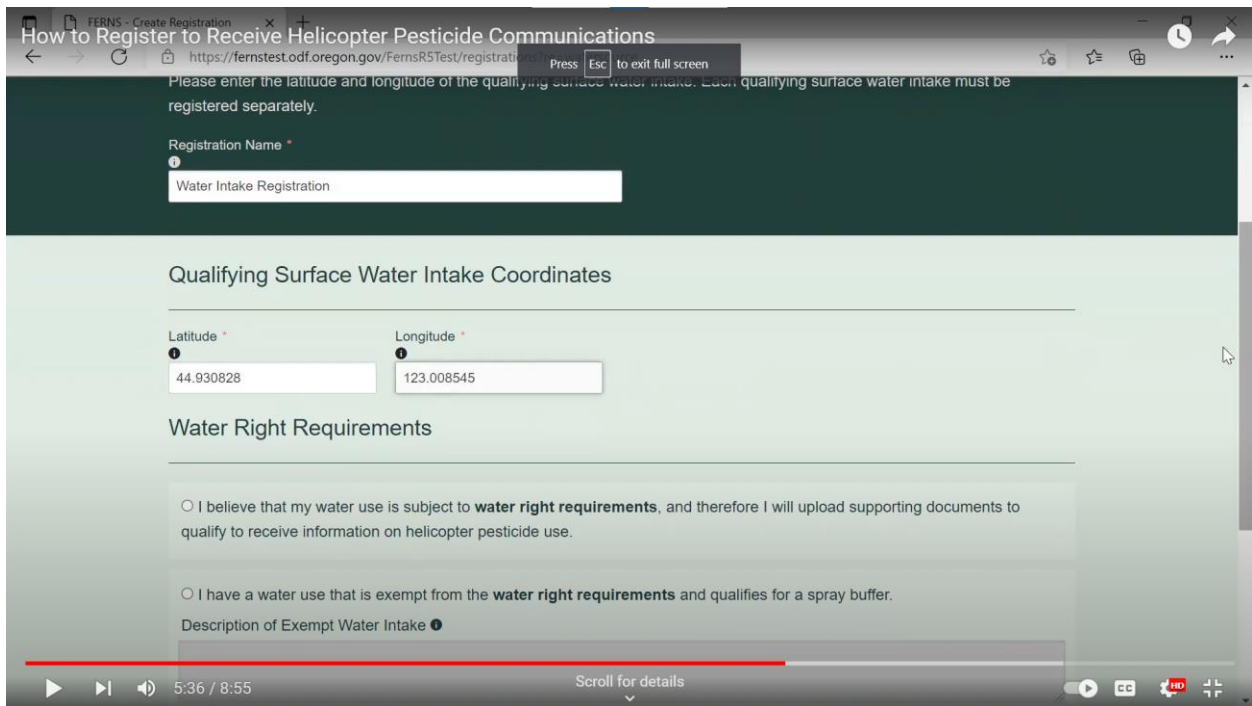 FERNS - Create Registration
How to Register to Receive Helicopter Pesticide Communications
https://fernstest.odf.oregon.gov/FernsR5Test/registration
Press Esc to exit full screen
Please enter the latitude and longitude of the qualifying surface water intake. Each qualifying surface water intake must be
registered separately.
Registration Name *
Water Intake Registration
Qualifying Surface Water Intake Coordinates
Latitude * Longitude *
44.930828 123.008545
Water Right Requirements
I believe that my water use is subject to water right requirements, and therefore I will upload supporting documents to
qualify to receive information on helicopter pesticide use.
I have a water use that is exempt from the water right requirements and qualifies for a spray buffer.
Description of Exempt Water Intake
5:36 / 8:55
Scroll for details
CC
HD